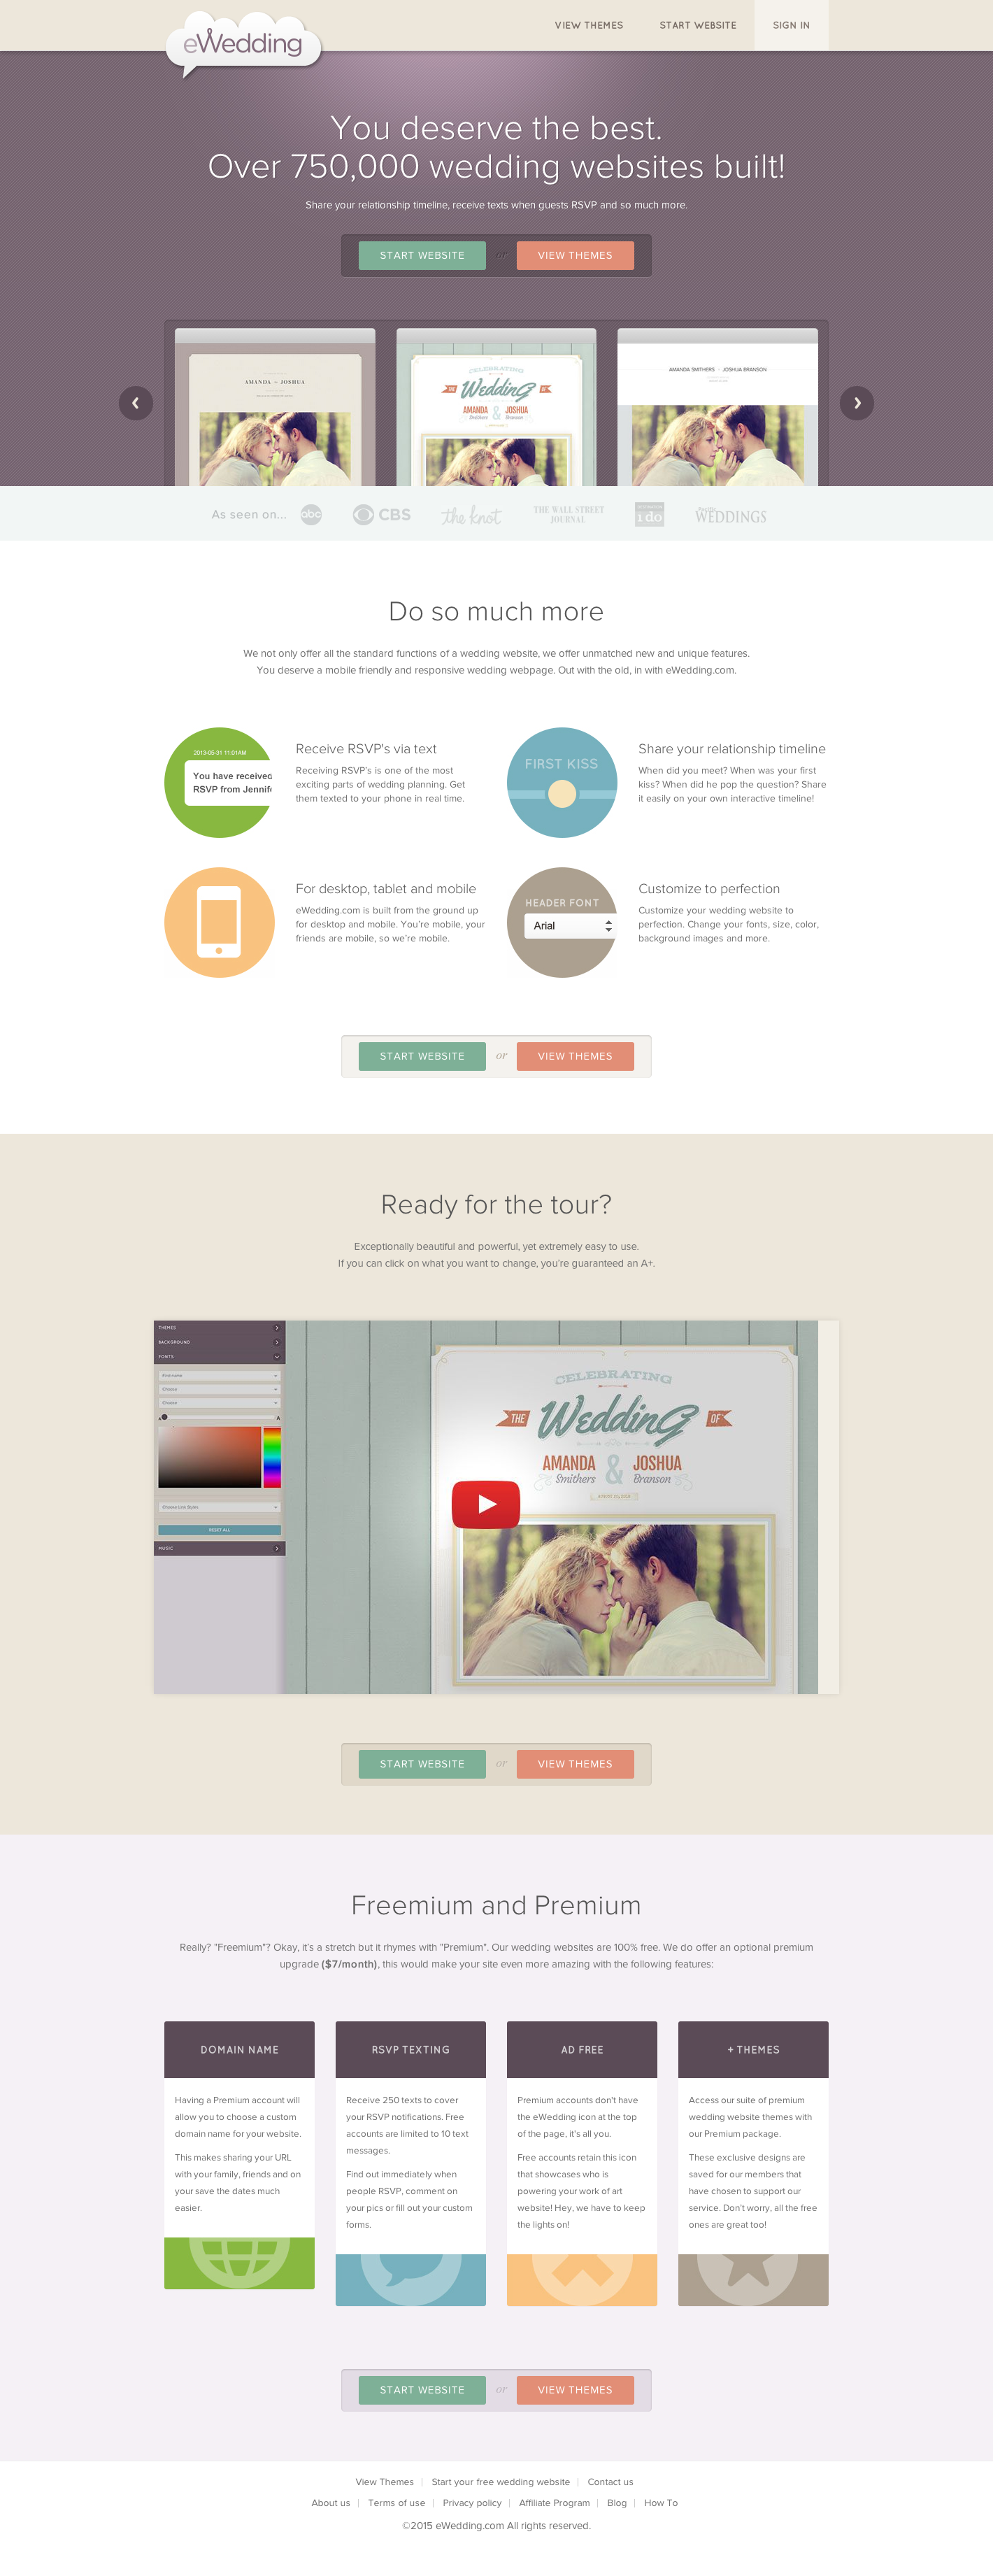 eWedding
VIEW THEMES
START WEBSITE
SIGN IN
You deserve the best.
Over 750,000 wedding websites built!
Share your relationship timeline, receive texts when guests RSVP and so much more.
START WEBSITE or VIEW THEMES
AMANDA + JOSHUA
CELEBRATING
THE Wedding OF
AMANDA & JOSHUA
Smithers Branson
AMANDA SMITHERS + JOSHUA BRANSON
As seen on... abc CBS the knot THE WALL STREET
JOURNAL
i do
WEDDINGS
Do so much more
We not only offer all the standard functions of a wedding website, we offer unmatched new and unique features.
You deserve a mobile friendly and responsive wedding webpage. Out with the old, in with eWedding.com.
2013-05-31 11:01AM
You have received
RSVP from Jennife
Receive RSVP's via text
Receiving RSVP's is one of the most
exciting parts of wedding planning. Get
them texted to your phone in real time.
FIRST KISS
Share your relationship timeline
When did you meet? When was your first
kiss? When did he pop the question? Share
it easily on your own interactive timeline!
For desktop, tablet and mobile
eWedding.com is built from the ground up
for desktop and mobile. You're mobile, your
friends are mobile, so we're mobile.
HEADER FONT
Arial
Customize to perfection
Customize your wedding website to
perfection. Change your fonts, size, color,
background images and more.
START WEBSITE or VIEW THEMES
Ready for the tour?
Exceptionally beautiful and powerful, yet extremely easy to use.
If you can click on what you want to change, you're guaranteed an A+.
THEMES
BACKGROUND
FONTS
First name
Choose
Choose
A
Choose Link Styles
RESET ALL
MUSIC
CELEBRATING
THE Wedding OF
AMANDA & JOSHUA
Smithers Branson
START WEBSITE or VIEW THEMES
Freemium and Premium
Really? "Freemium"? Okay, it's a stretch but it rhymes with "Premium". Our wedding websites are 100% free. We do offer an optional premium
upgrade ($7/month), this would make your site even more amazing with the following features:
DOMAIN NAME
Having a Premium account will
allow you to choose a custom
domain name for your website.
This makes sharing your URL
with your family, friends and on
your save the dates much
easier.
RSVP TEXTING
Receive 250 texts to cover
your RSVP notifications. Free
accounts are limited to 10 text
messages.
Find out immediately when
people RSVP, comment on
your pics or fill out your custom
forms.
AD FREE
Premium accounts don't have
the eWedding icon at the top
of the page, it's all you.
Free accounts retain this icon
that showcases who is
powering your work of art
website! Hey, we have to keep
the lights on!
+ THEMES
Access our suite of premium
wedding website themes with
our Premium package.
These exclusive designs are
saved for our members that
have chosen to support our
service. Don't worry, all the free
ones are great too!
START WEBSITE or VIEW THEMES
View Themes | Start your free wedding website | Contact us
About us | Terms of use | Privacy policy | Affiliate Program | Blog | How To
©2015 eWedding.com All rights reserved.